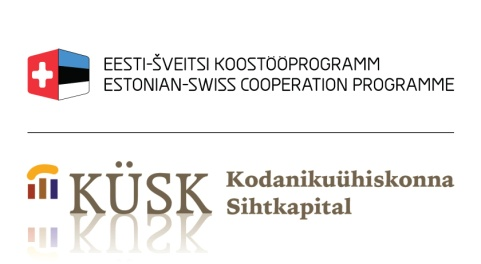 EESTI-ŠVEITSI KOOSTÖÖPROGRAMM
ESTONIAN-SWISS COOPERATION PROGRAMME
KÜSK
Kodanikuühiskonna
Sihtkapital